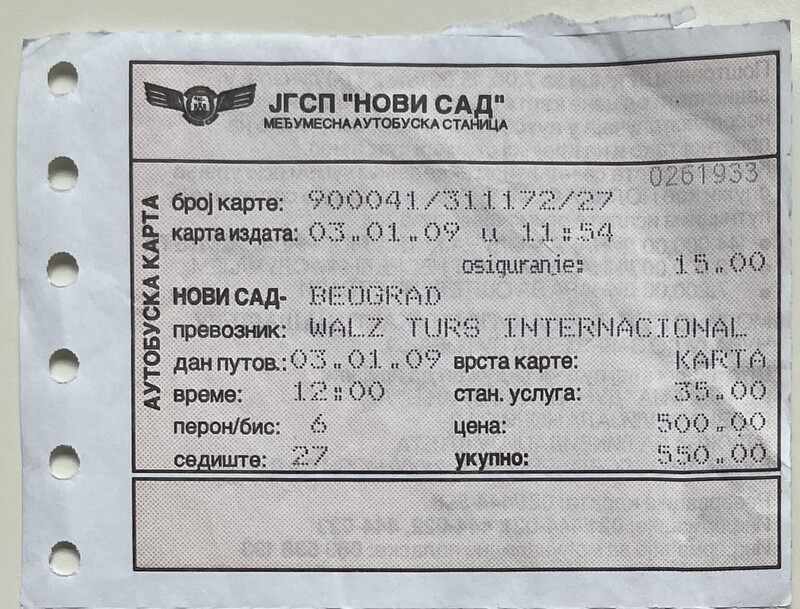 ЈГСП "НОВИ САД"
МЕЂУМЕСНА АУТОБУСКА СТАНИЦА
0261933
АУТОБУСКА КАРТА
број карте: 900041/311172/27
карта издата: 03.01.09 u 11:54
osiguranje: 15.00
НОВИ САД- BEOGRAD
превозник: WALZ TURS INTERNACIONAL
дан путов.: 03.01.09 врста карте: KARTA
време: 12:00 стан. услуга: 35.00
перон/бис: 6 цена: 500.00
седиште: 27 укупно: 550.00